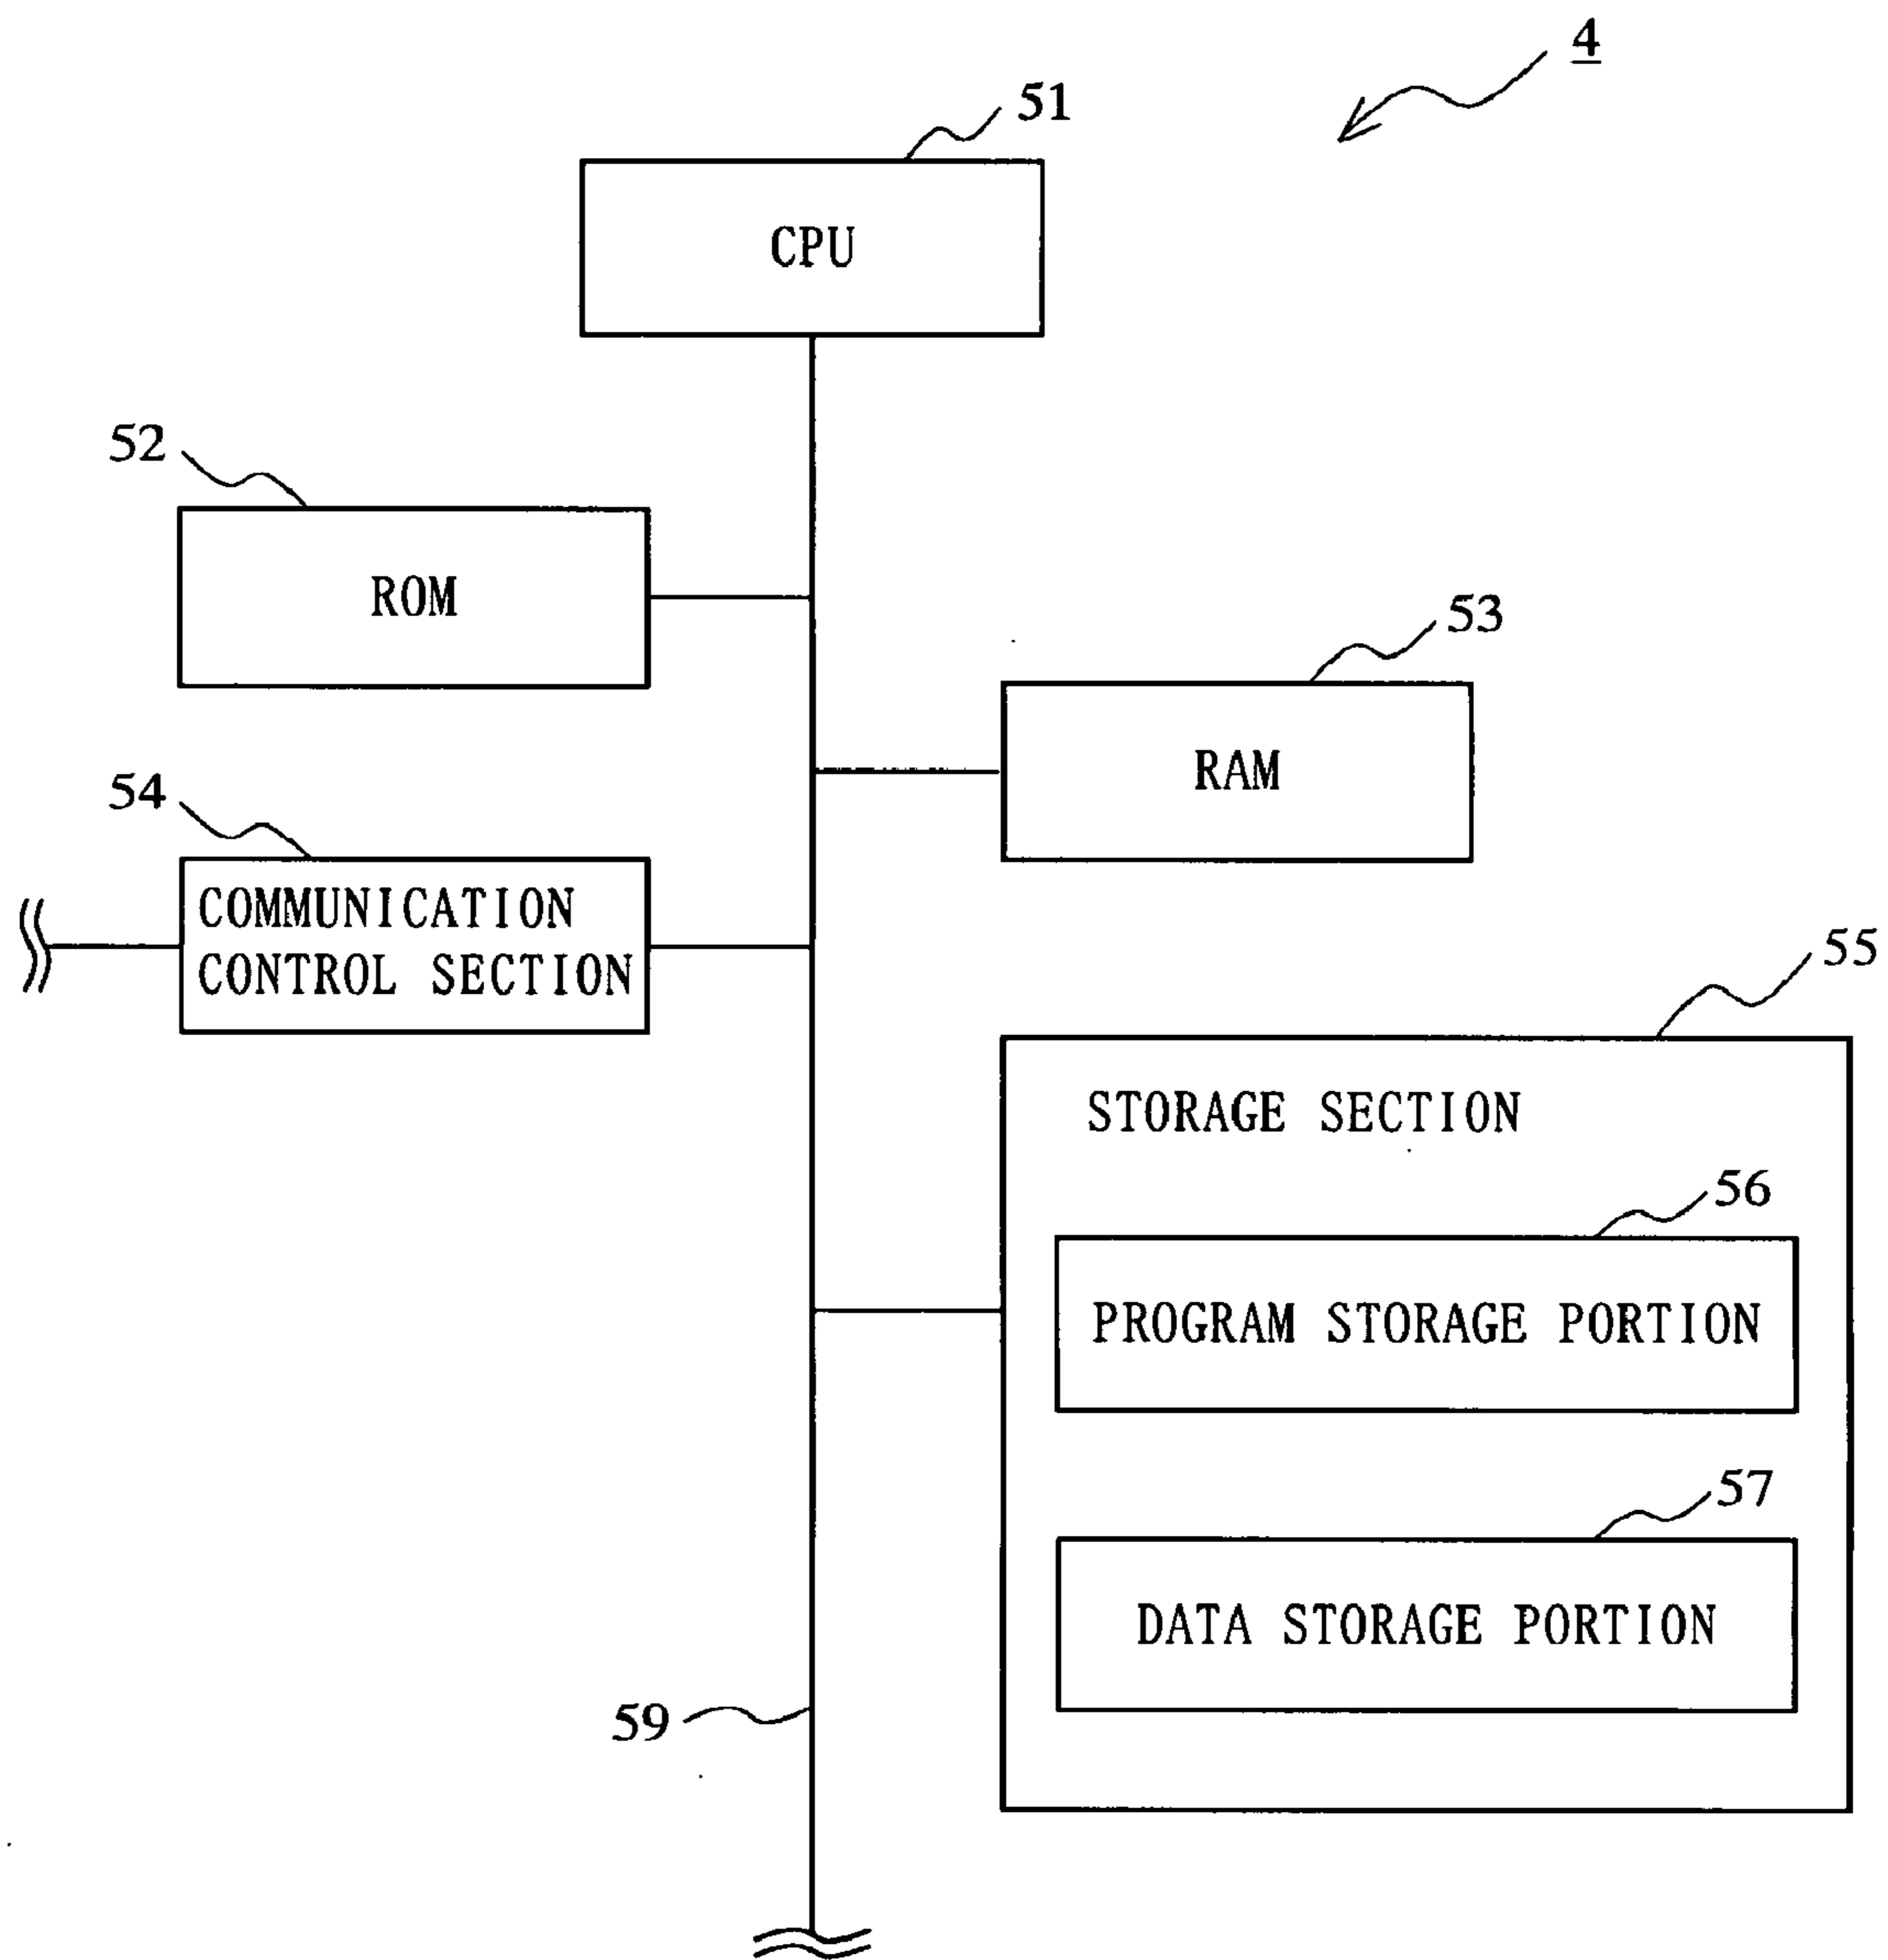 4
51
CPU
52
ROM
53
RAM
54
COMMUNICATION
CONTROL SECTION
55
STORAGE SECTION
56
PROGRAM STORAGE PORTION
57
DATA STORAGE PORTION
59